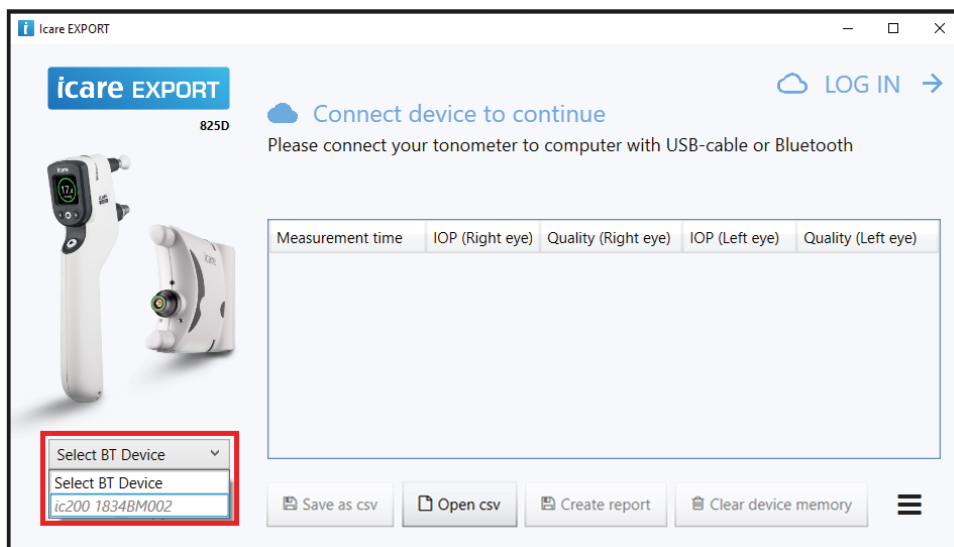 Icare EXPORT
icare EXPORT
825D
LOG IN
Connect device to continue
Please connect your tonometer to computer with USB-cable or Bluetooth
Measurement time IOP (Right eye) Quality (Right eye) IOP (Left eye) Quality (Left eye)
icare
Select BT Device
Select BT Device
ic200 1834BM002
Save as csv Open csv Create report Clear device memory